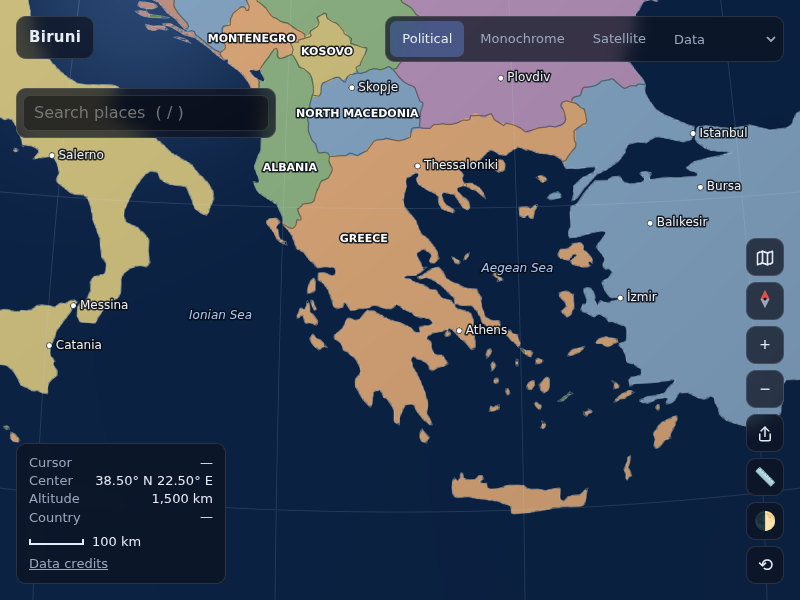 Biruni
Political
Monochrome
Satellite
Data
Search places ( / )
MONTENEGRO
KOSOVO
Skopje
Plovdiv
NORTH MACEDONIA
Istanbul
Salerno
ALBANIA
Thessaloniki
Bursa
Balıkesir
GREECE
Aegean Sea
İzmir
Messina
Ionian Sea
Athens
Catania
+
−
Cursor —
Center 38.50° N 22.50° E
Altitude 1,500 km
Country —
100 km
Data credits